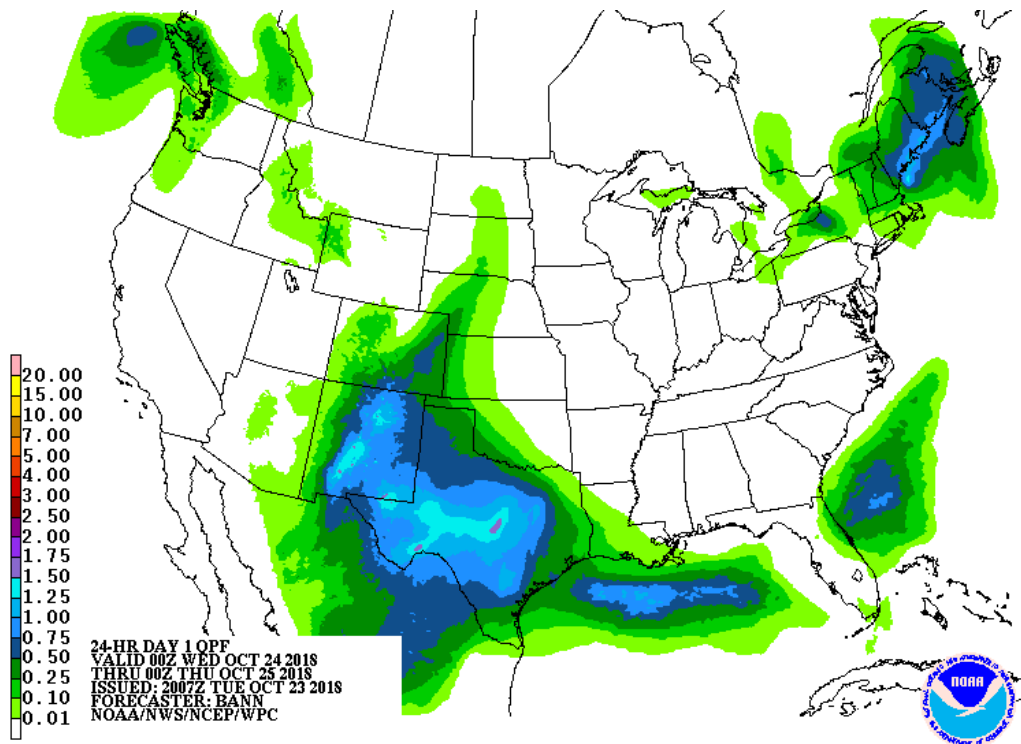 20.00
15.00
10.00
7.00
5.00
4.00
3.00
2.50
2.00
1.75
1.50
1.25
1.00
0.75
0.50
0.25
0.10
0.01
24-HR DAY 1 QPF
VALID 00Z WED OCT 24 2018
THRU 00Z THU OCT 25 2018
ISSUED: 2007Z TUE OCT 23 2018
FORECASTER: BANN
NOAA/NWS/NCEP/WPC
NOAA